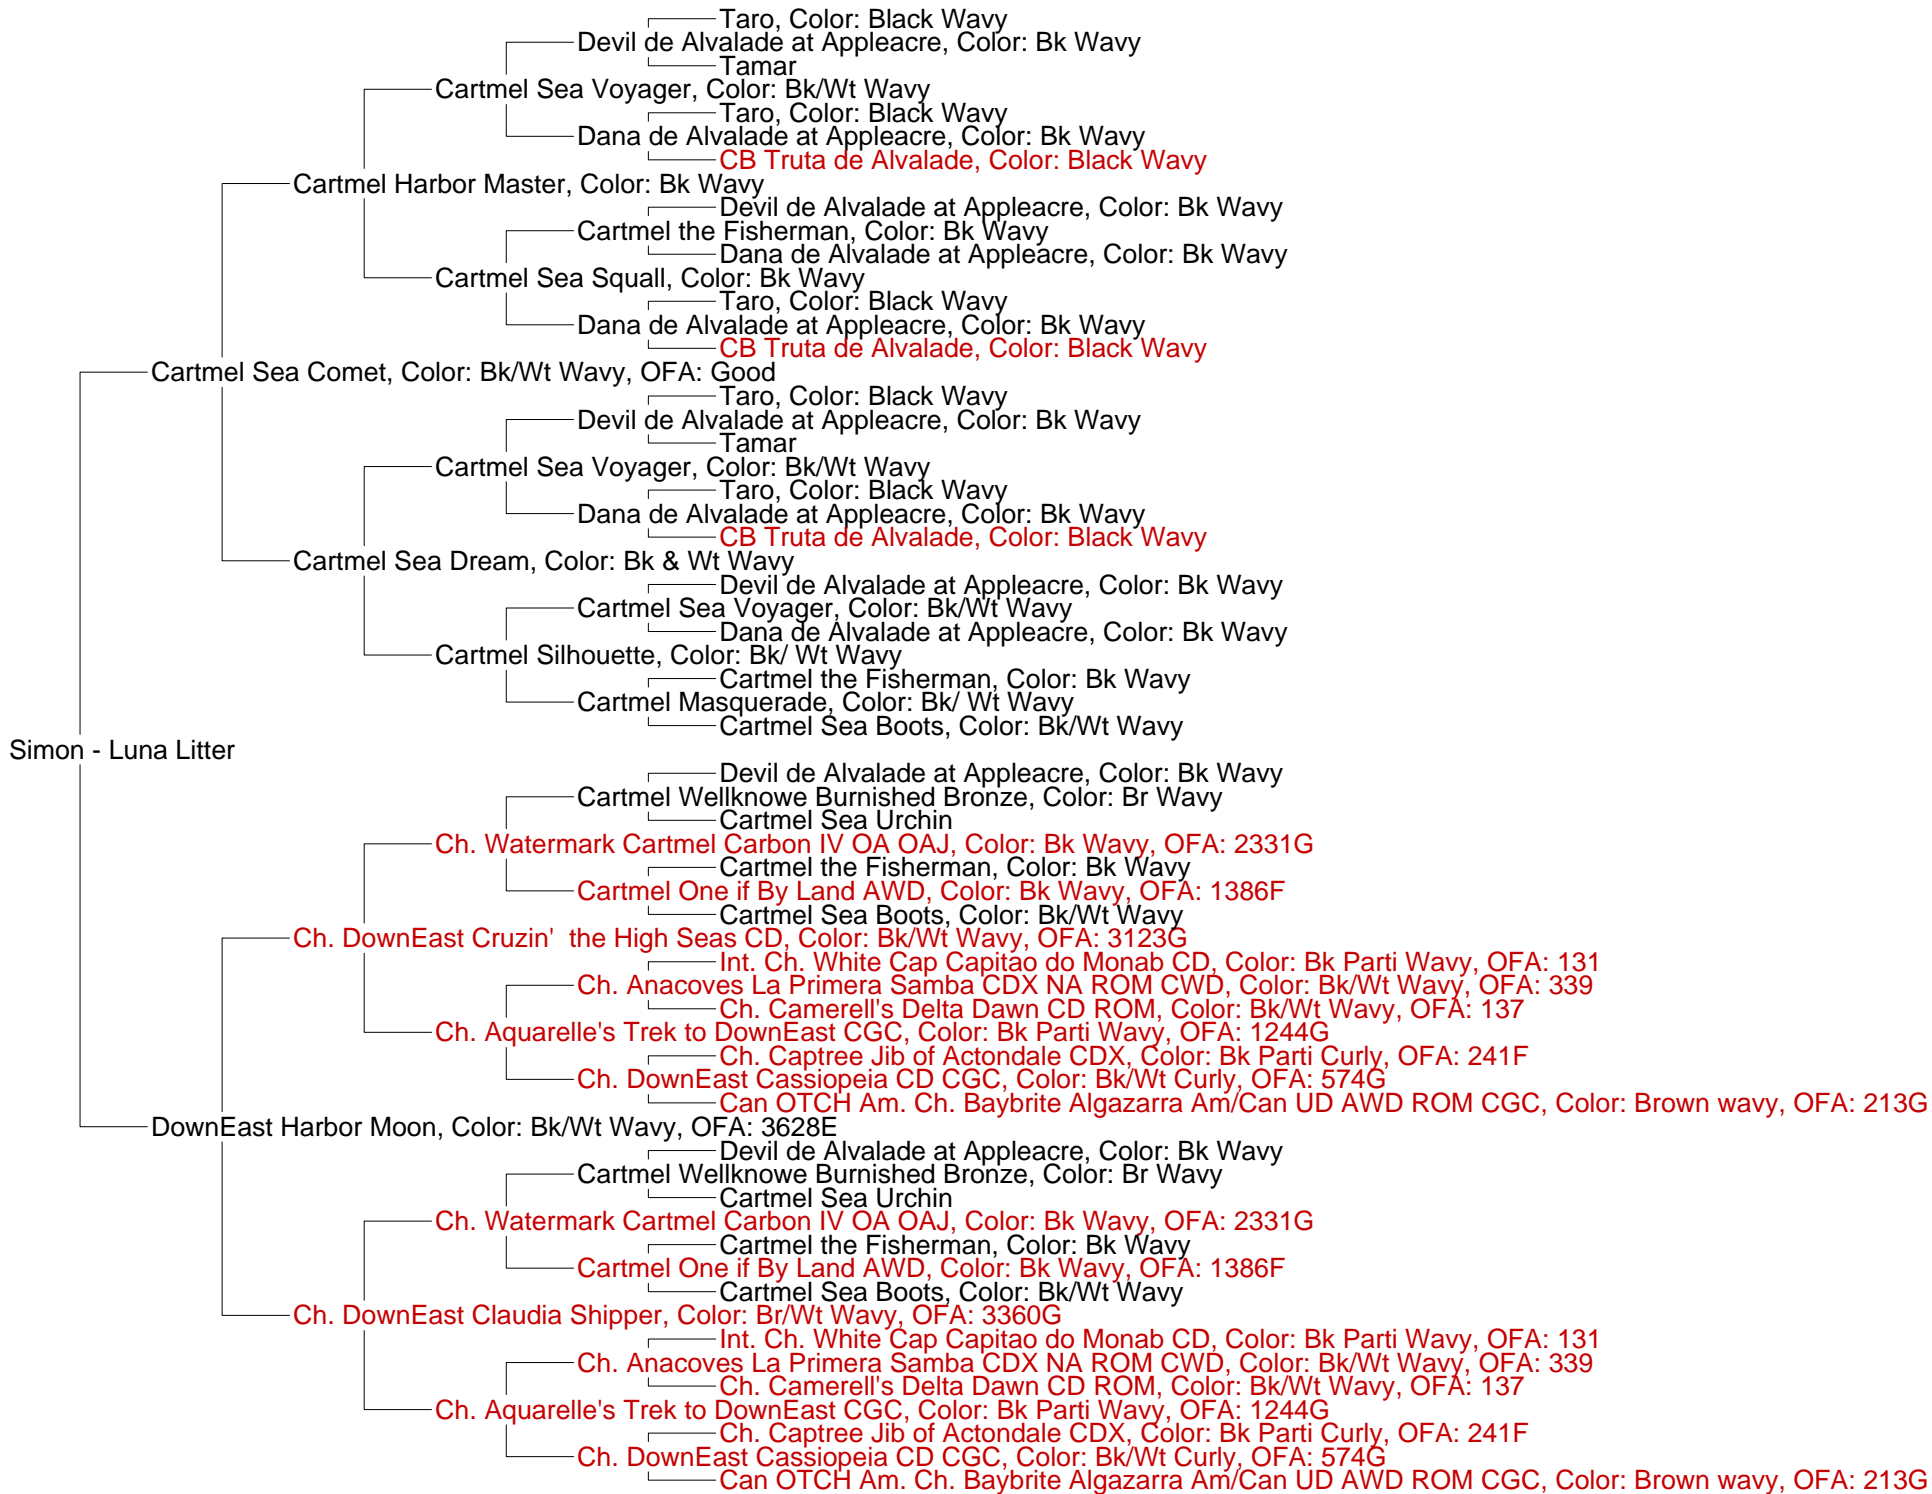 Taro, Color: Black Wavy
Devil de Alvalade at Appleacre, Color: Bk Wavy
Tamar
Cartmel Sea Voyager, Color: Bk/Wt Wavy
Taro, Color: Black Wavy
Dana de Alvalade at Appleacre, Color: Bk Wavy
CB Truta de Alvalade, Color: Black Wavy
Cartmel Harbor Master, Color: Bk Wavy
Devil de Alvalade at Appleacre, Color: Bk Wavy
Cartmel the Fisherman, Color: Bk Wavy
Dana de Alvalade at Appleacre, Color: Bk Wavy
Cartmel Sea Squall, Color: Bk Wavy
Taro, Color: Black Wavy
Dana de Alvalade at Appleacre, Color: Bk Wavy
CB Truta de Alvalade, Color: Black Wavy
Cartmel Sea Comet, Color: Bk/Wt Wavy, OFA: Good
Taro, Color: Black Wavy
Devil de Alvalade at Appleacre, Color: Bk Wavy
Tamar
Cartmel Sea Voyager, Color: Bk/Wt Wavy
Taro, Color: Black Wavy
Dana de Alvalade at Appleacre, Color: Bk Wavy
CB Truta de Alvalade, Color: Black Wavy
Cartmel Sea Dream, Color: Bk & Wt Wavy
Devil de Alvalade at Appleacre, Color: Bk Wavy
Cartmel Sea Voyager, Color: Bk/Wt Wavy
Dana de Alvalade at Appleacre, Color: Bk Wavy
Cartmel Silhouette, Color: Bk/ Wt Wavy
Cartmel the Fisherman, Color: Bk Wavy
Cartmel Masquerade, Color: Bk/ Wt Wavy
Cartmel Sea Boots, Color: Bk/Wt Wavy
Simon - Luna Litter
Devil de Alvalade at Appleacre, Color: Bk Wavy
Cartmel Wellknowe Burnished Bronze, Color: Br Wavy
Cartmel Sea Urchin
Ch. Watermark Cartmel Carbon IV OA OAJ, Color: Bk Wavy, OFA: 2331G
Cartmel the Fisherman, Color: Bk Wavy
Cartmel One if By Land AWD, Color: Bk Wavy, OFA: 1386F
Cartmel Sea Boots, Color: Bk/Wt Wavy
Ch. DownEast Cruzin'  the High Seas CD, Color: Bk/Wt Wavy, OFA: 3123G
Int. Ch. White Cap Capitao do Monab CD, Color: Bk Parti Wavy, OFA: 131
Ch. Anacoves La Primera Samba CDX NA ROM CWD, Color: Bk/Wt Wavy, OFA: 339
Ch. Camerell's Delta Dawn CD ROM, Color: Bk/Wt Wavy, OFA: 137
Ch. Aquarelle's Trek to DownEast CGC, Color: Bk Parti Wavy, OFA: 1244G
Ch. Captree Jib of Actondale CDX, Color: Bk Parti Curly, OFA: 241F
Ch. DownEast Cassiopeia CD CGC, Color: Bk/Wt Curly, OFA: 574G
Can OTCH Am. Ch. Baybrite Algazarra Am/Can UD AWD ROM CGC, Color: Brown wavy, OFA: 213G
DownEast Harbor Moon, Color: Bk/Wt Wavy, OFA: 3628E
Devil de Alvalade at Appleacre, Color: Bk Wavy
Cartmel Wellknowe Burnished Bronze, Color: Br Wavy
Cartmel Sea Urchin
Ch. Watermark Cartmel Carbon IV OA OAJ, Color: Bk Wavy, OFA: 2331G
Cartmel the Fisherman, Color: Bk Wavy
Cartmel One if By Land AWD, Color: Bk Wavy, OFA: 1386F
Cartmel Sea Boots, Color: Bk/Wt Wavy
Ch. DownEast Claudia Shipper, Color: Br/Wt Wavy, OFA: 3360G
Int. Ch. White Cap Capitao do Monab CD, Color: Bk Parti Wavy, OFA: 131
Ch. Anacoves La Primera Samba CDX NA ROM CWD, Color: Bk/Wt Wavy, OFA: 339
Ch. Camerell's Delta Dawn CD ROM, Color: Bk/Wt Wavy, OFA: 137
Ch. Aquarelle's Trek to DownEast CGC, Color: Bk Parti Wavy, OFA: 1244G
Ch. Captree Jib of Actondale CDX, Color: Bk Parti Curly, OFA: 241F
Ch. DownEast Cassiopeia CD CGC, Color: Bk/Wt Curly, OFA: 574G
Can OTCH Am. Ch. Baybrite Algazarra Am/Can UD AWD ROM CGC, Color: Brown wavy, OFA: 213G